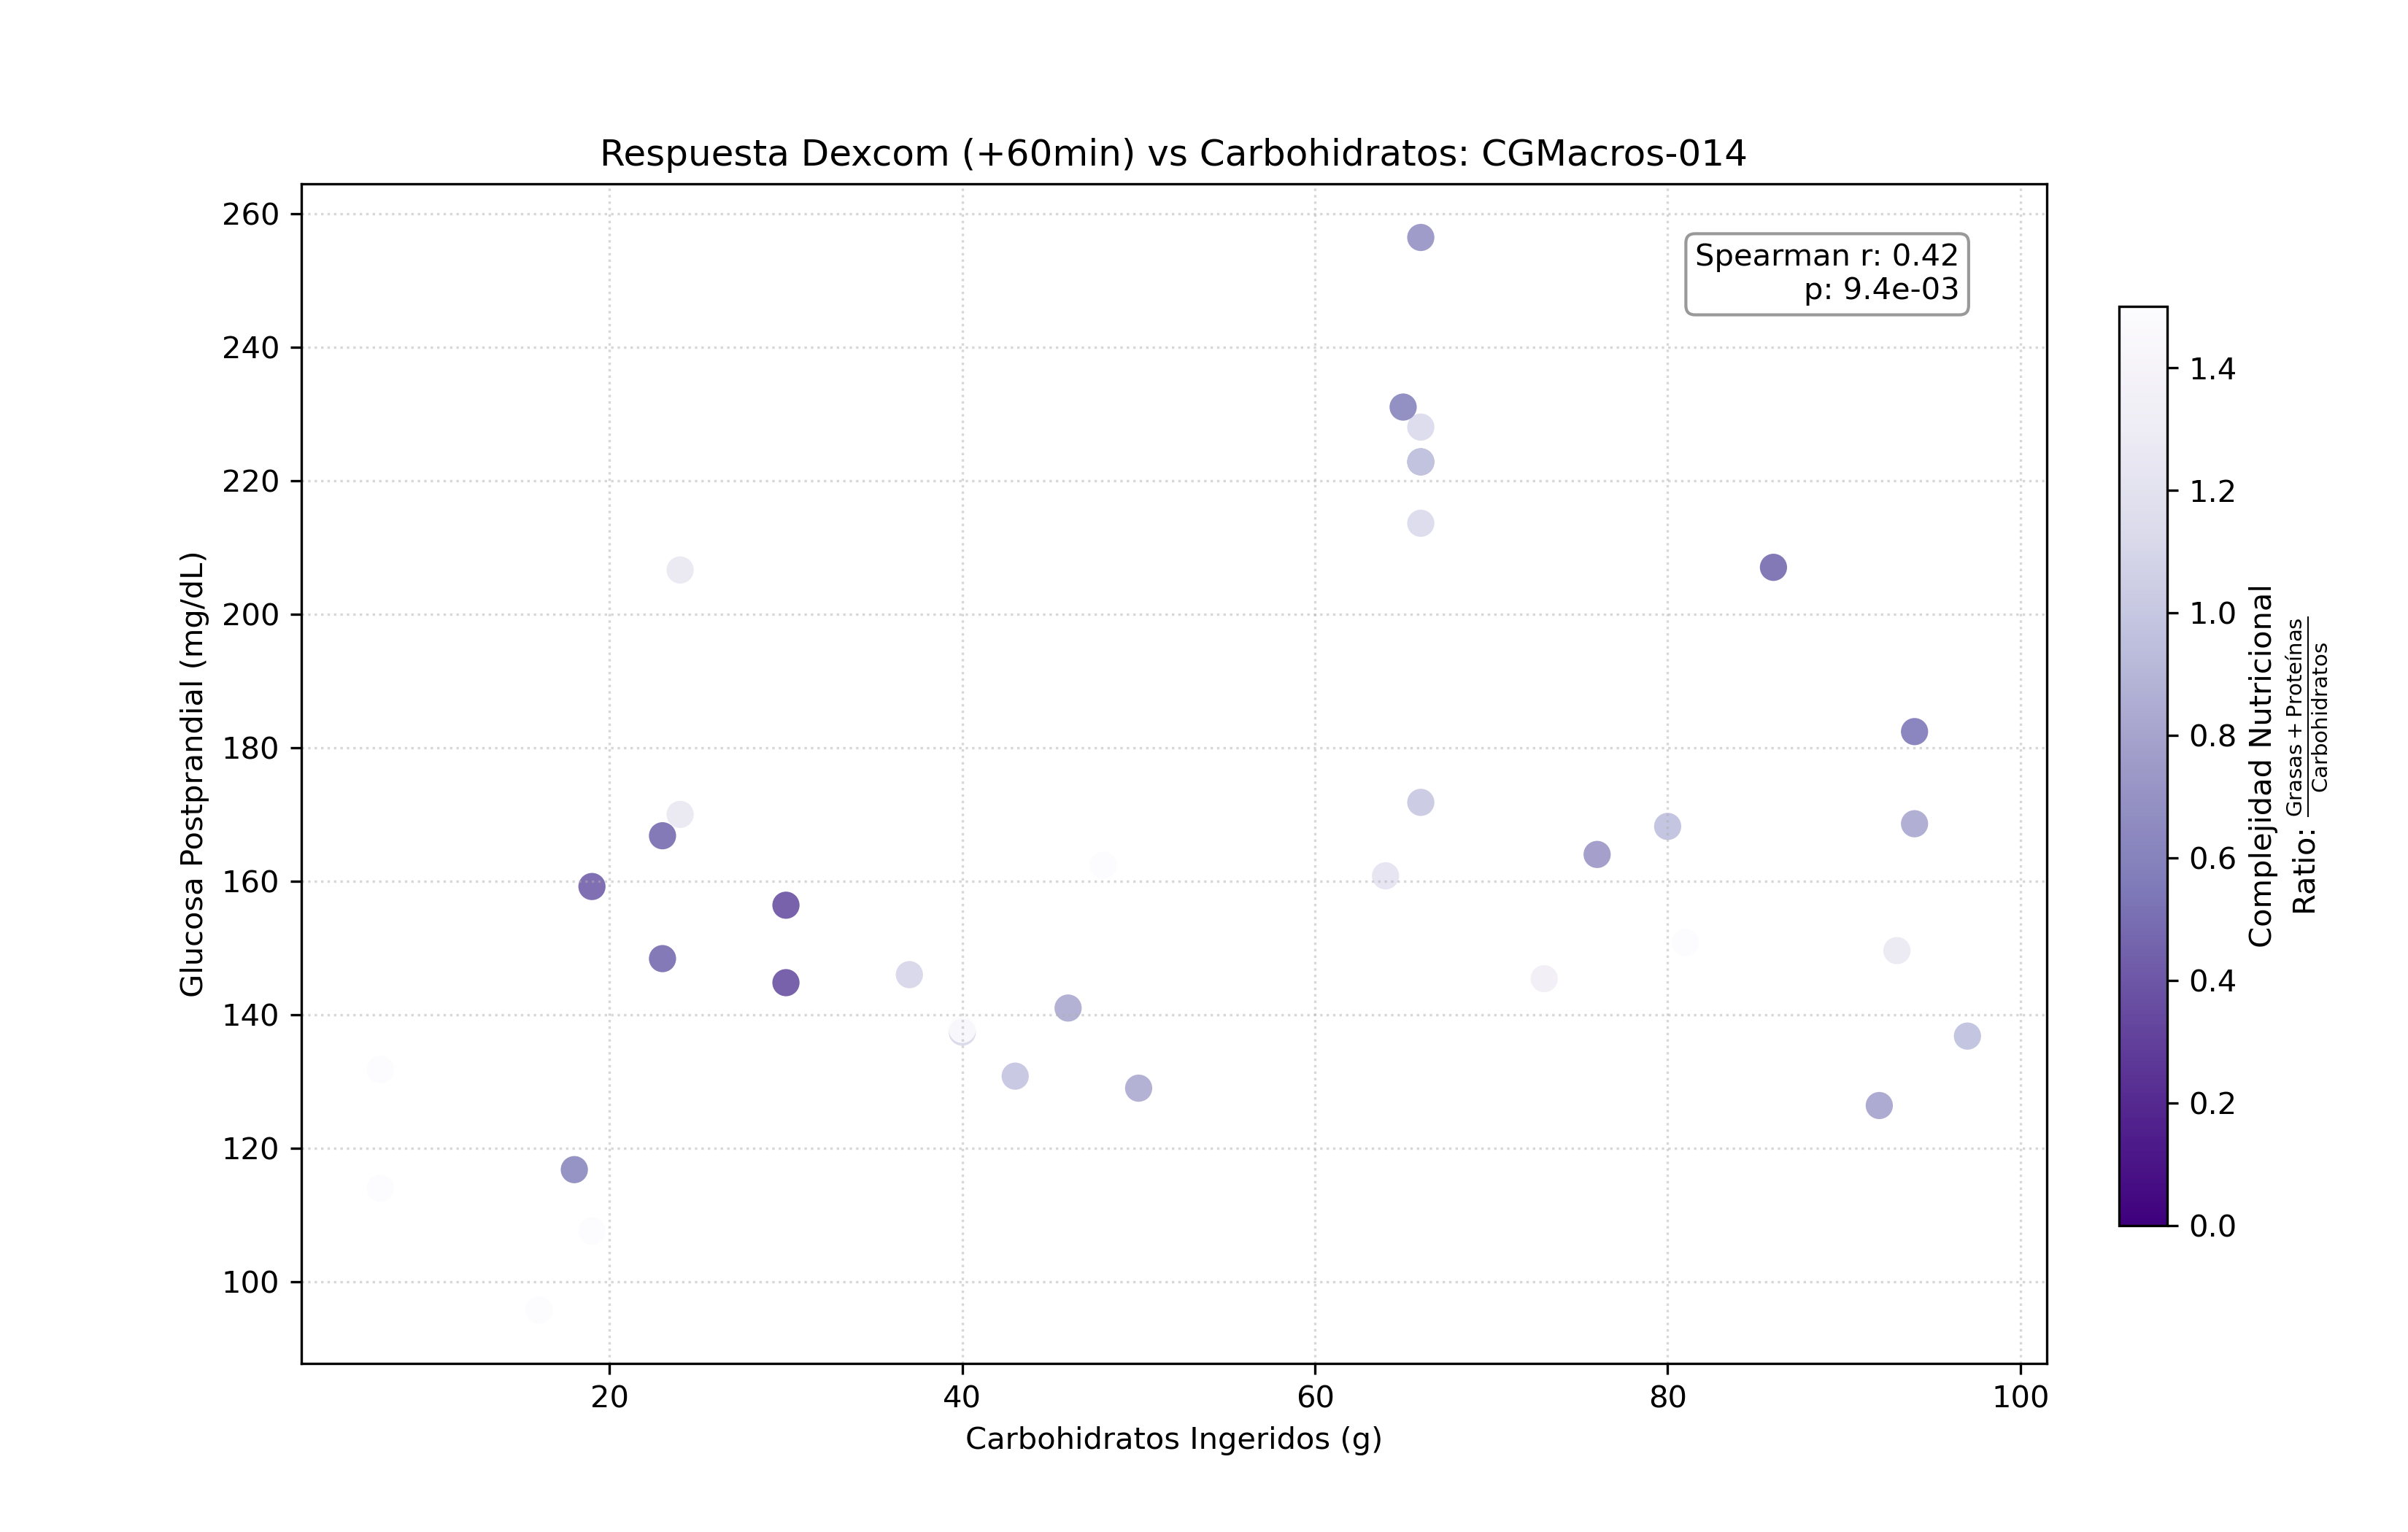 Respuesta Dexcom (+60min) vs Carbohidratos: CGMacros-014
Spearman r: 0.42
p: 9.4e-03
Glucosa Postprandial (mg/dL)
260
240
220
200
180
160
140
120
100
20
40
60
80
100
Carbohidratos Ingeridos (g)
1.4
1.2
1.0
0.8
0.6
0.4
0.2
0.0
Complejidad Nutricional
Ratio: Grasas + Proteínas
Carbohidratos